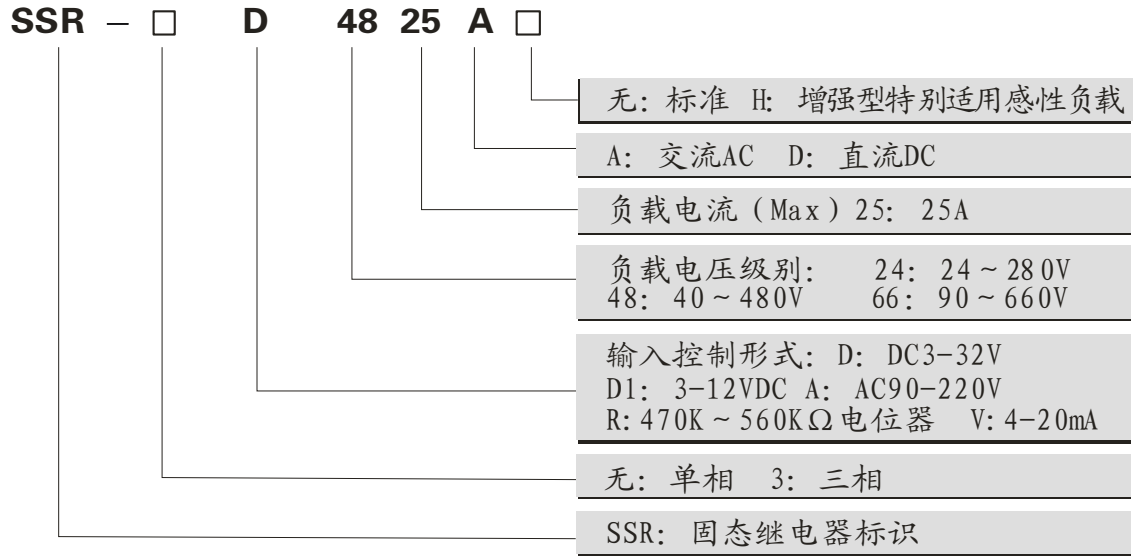 SSR – □ D 48 25 A □
无: 标准 H: 增强型特别适用感性负载
A: 交流AC D: 直流DC
负载电流（Max）25: 25A
负载电压级别: 24: 24~280V
48: 40~480V 66: 90~660V
输入控制形式: D: DC3-32V
D1: 3-12VDC A: AC90-220V
R:470K~560KΩ电位器 V:4-20mA
无: 单相 3: 三相
SSR: 固态继电器标识